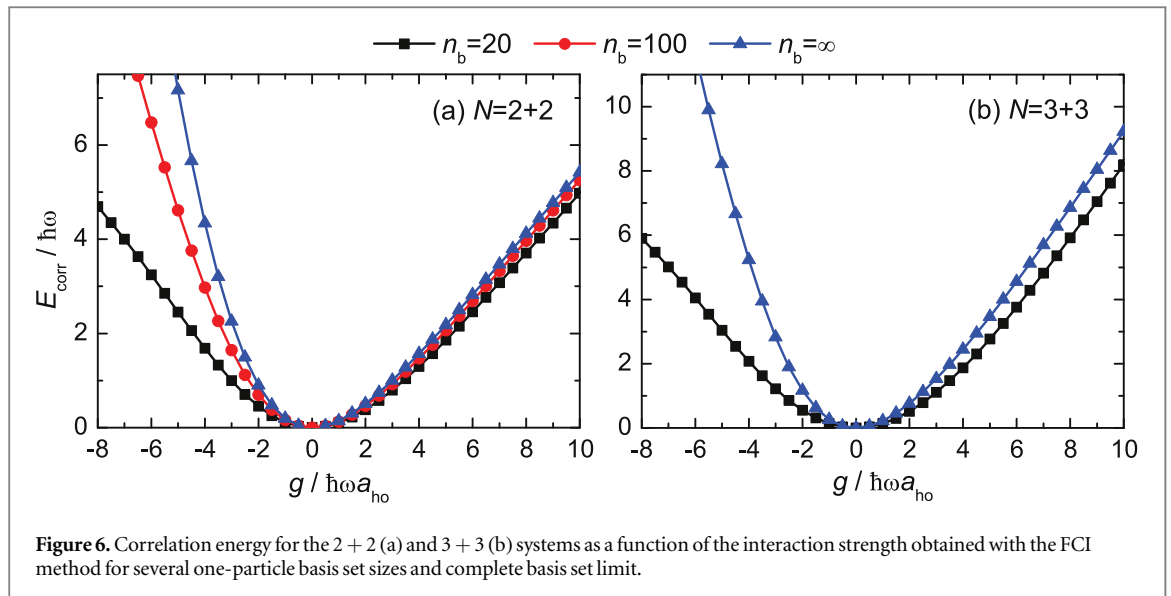 n_b=20 n_b=100 n_b=∞
(a) N=2+2
E_corr / ħω
6
4
2
0
-8 -6 -4 -2 0 2 4 6 8 10
g / ħωa_ho
(b) N=3+3
10
8
6
4
2
0
-8 -6 -4 -2 0 2 4 6 8 10
g / ħωa_ho
Figure 6. Correlation energy for the 2 + 2 (a) and 3 + 3 (b) systems as a function of the interaction strength obtained with the FCI
method for several one-particle basis set sizes and complete basis set limit.